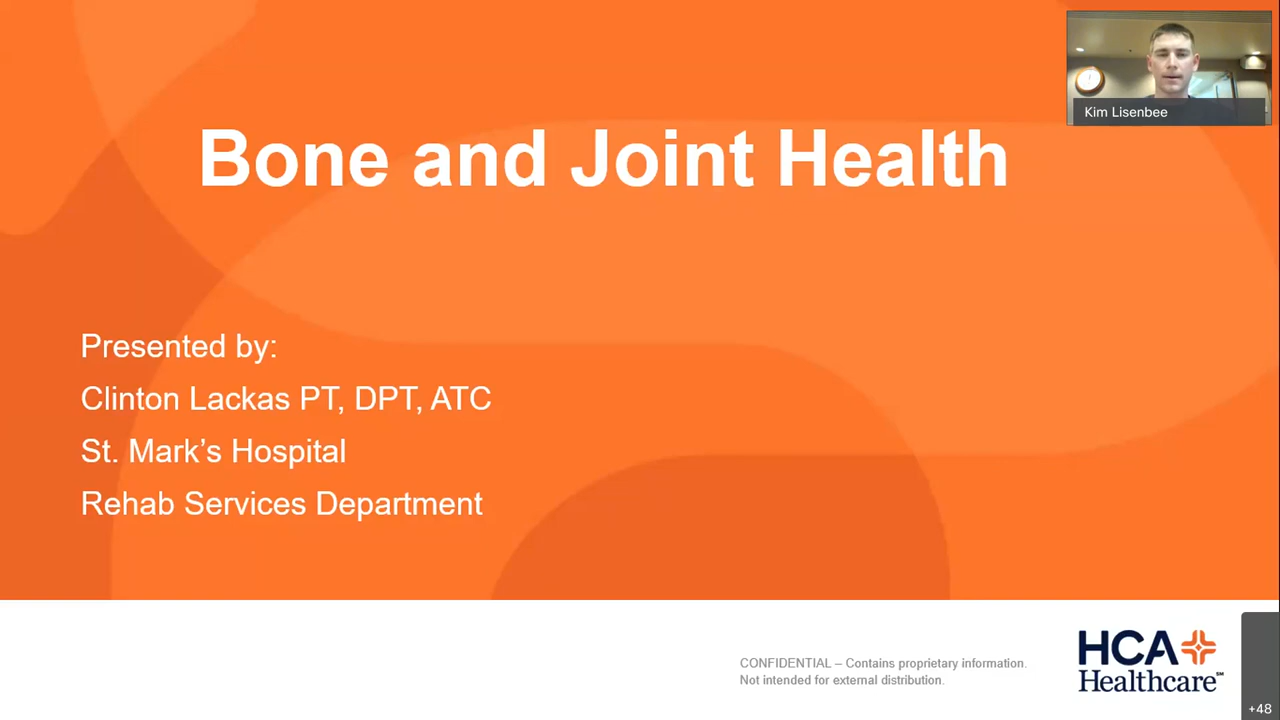 Kim Lisenbee
Bone and Joint Health
Presented by:
Clinton Lackas PT, DPT, ATC
St. Mark’s Hospital
Rehab Services Department
CONFIDENTIAL – Contains proprietary information.
Not intended for external distribution.
HCA
Healthcare℠
+48